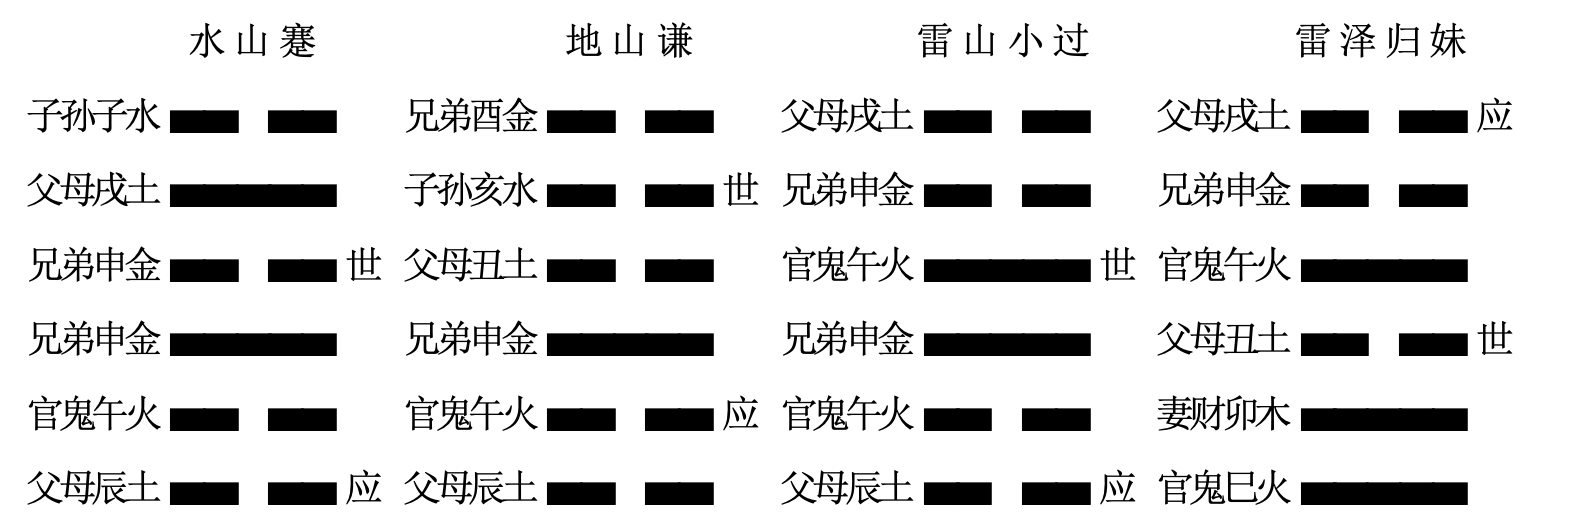 水山蹇 地山谦 雷山小过 雷泽归妹
子孙子水 兄弟酉金 父母戌土 父母戌土 应
父母戌土 子孙亥水 世 兄弟申金 兄弟申金
兄弟申金 世 父母丑土 官鬼午火 世 官鬼午火
兄弟申金 兄弟申金 兄弟申金 父母丑土 世
官鬼午火 官鬼午火 应 官鬼午火 妻财卯木
父母辰土 应 父母辰土 父母辰土 应 官鬼巳火